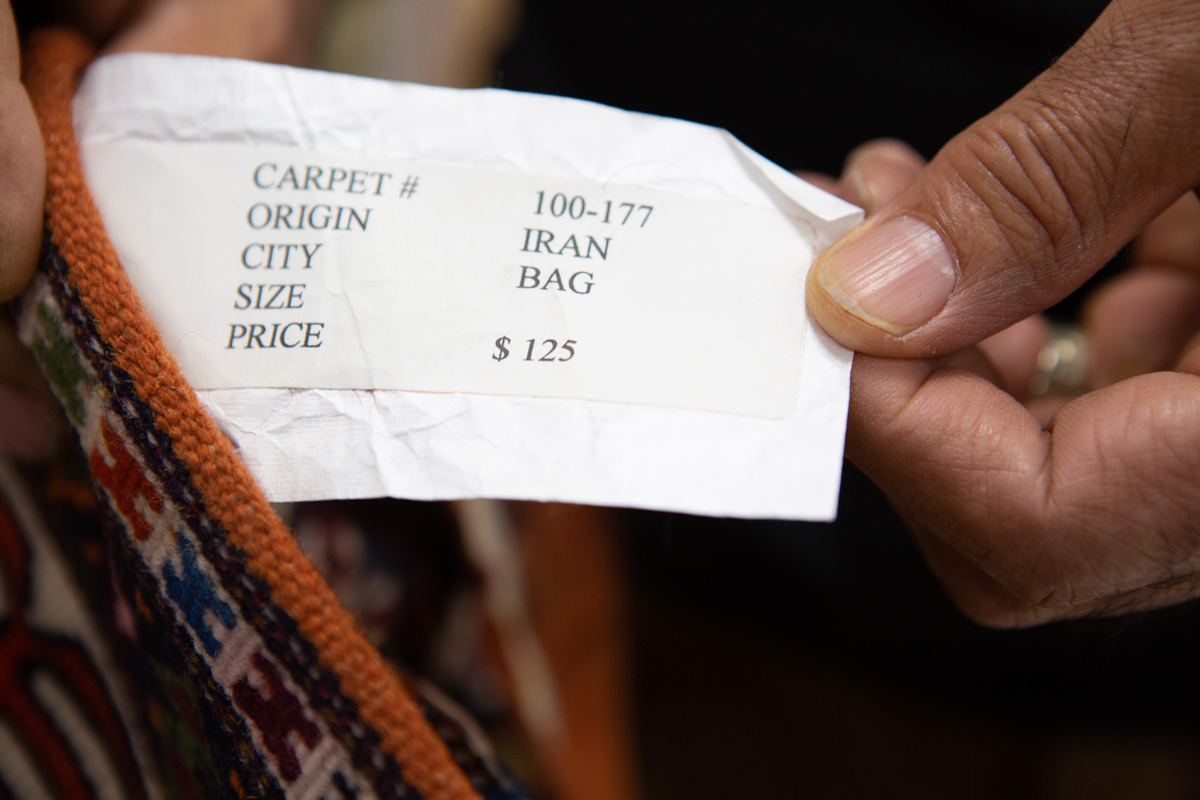 CARPET # 100-177
ORIGIN IRAN
CITY BAG
SIZE
PRICE $ 125